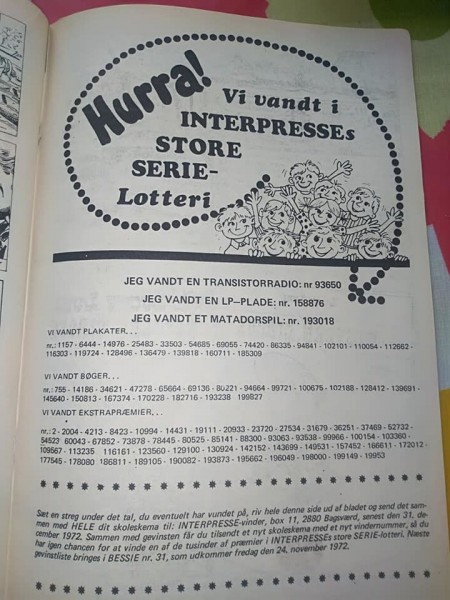 Hurra!
Vi vandt i
INTERPRESSEs
STORE
SERIE-
Lotteri
JEG VANDT EN TRANSISTORRADIO: nr 93650
JEG VANDT EN LP-PLADE: nr. 158876
JEG VANDT ET MATADORSPIL: nr. 193018
VI VANDT PLAKATER...
nr.: 1157 - 6444 - 14976 - 25483 - 33503 - 54685 - 69055 - 74420 - 86335 - 94841 - 102101 - 110054 - 112662 -
116303 - 119724 - 128496 - 136479 - 139818 - 160711 - 185309
VI VANDT BØGER...
nr.: 755 - 14186 - 34621 - 47278 - 65664 - 69136 - 80221 - 94664 - 99721 - 100675 - 102188 - 128412 - 139691 -
145640 - 150813 - 167374 - 170228 - 182716 - 193238 199827
VI VANDT EKSTRAPRÆMIER...
nr.: 2 - 2004 - 4213 - 8423 - 10994 - 14431 - 19111 - 20933 - 23720 - 27534 - 31679 - 36251 - 37469 - 52732 -
54529 60043 - 67852 - 73878 - 78445 - 80525 - 85141 - 88300 - 93063 - 93538 - 99966 - 100154 - 103360 -
109567 - 113235 116161 - 123560 - 129100 - 130924 - 142152 - 143699 - 149531 - 157452 - 166611 - 172012 -
177645 - 178080 186811 - 189105 - 190082 - 193873 - 195662 - 196049 - 198000 - 199149 - 19953
Sæt en streg under det tal, du eventuelt har vundet på, riv hele denne side ud af bladet og send det sam-
men med HELE dit skoleskema til: INTERPRESSE-vinder, box 11, 2880 Bagsværd, senest den 31. de-
cember 1972. Sammen med gevinsten får du tilsendt et nyt skoleskema med et nyt vindernummer, så du
har igen chancen for at vinde en af de tusinder af præmier i INTERPRESSEs store SERIE-lotteri. Næste
gevinstliste bringes i BESSIE nr. 31, som udkommer fredag den 24. november 1972.